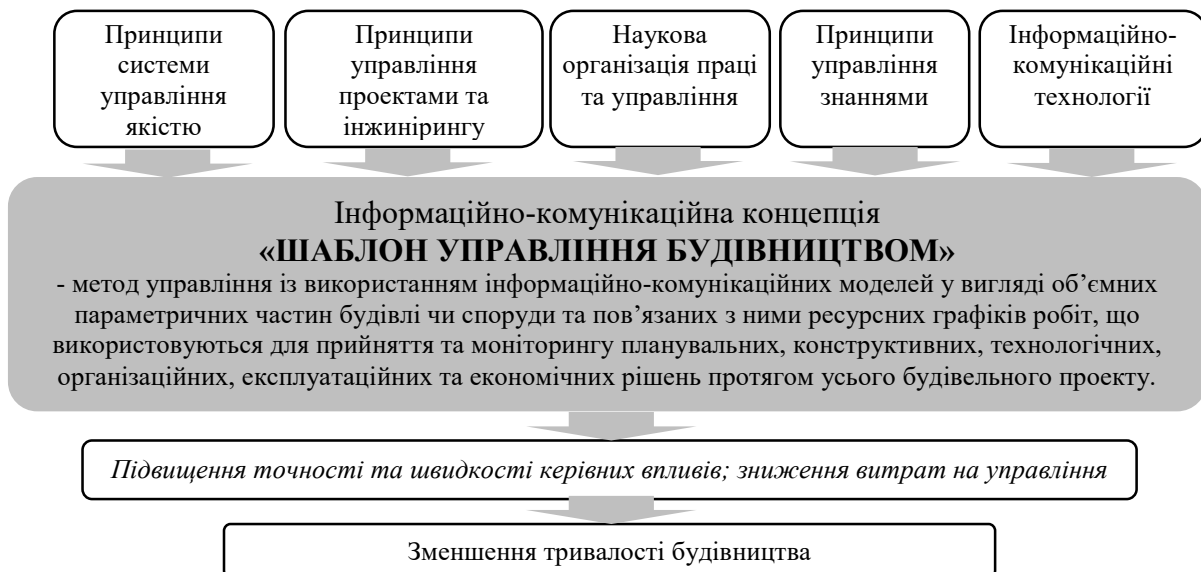 Принципи
системи
управління
якістю
Принципи
управління
проектами та
інжинірингу
Наукова
організація праці
та управління
Принципи
управління
знаннями
Інформаційно-
комунікаційні
технології
Інформаційно-комунікаційна концепція
«ШАБЛОН УПРАВЛІННЯ БУДІВНИЦТВОМ»
- метод управління із використанням інформаційно-комунікаційних моделей у вигляді об’ємних
параметричних частин будівлі чи споруди та пов’язаних з ними ресурсних графіків робіт, що
використовуються для прийняття та моніторингу планувальних, конструктивних, технологічних,
організаційних, експлуатаційних та економічних рішень протягом усього будівельного проекту.
Підвищення точності та швидкості керівних впливів; зниження витрат на управління
Зменшення тривалості будівництва